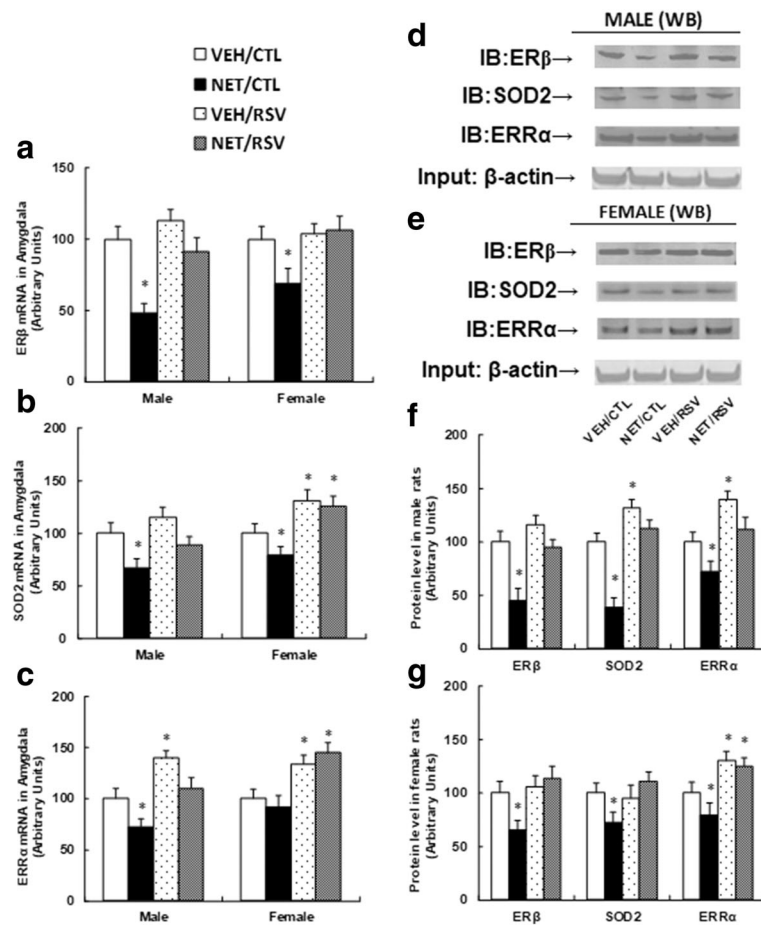 VEH/CTL
NET/CTL
VEH/RSV
NET/RSV
a
ERβ mRNA in Amygdala
(Arbitrary Units)
150
100
50
0
Male Female
*
*
b
SOD2 mRNA in Amygdala
(Arbitrary Units)
200
150
100
50
0
Male Female
*
*
*
*
c
ERRα mRNA in Amygdala
(Arbitrary Units)
200
150
100
50
0
Male Female
*
*
*
*
d
MALE (WB)
IB:ERβ→
IB:SOD2→
IB:ERRα→
Input: β-actin→
e
FEMALE (WB)
IB:ERβ→
IB:SOD2→
IB:ERRα→
Input: β-actin→
VEH/CTL
NET/CTL
VEH/RSV
NET/RSV
f
Protein level in male rats
(Arbitrary Units)
200
150
100
50
0
ERβ SOD2 ERRα
*
*
*
*
*
g
Protein level in female rats
(Arbitrary Units)
200
150
100
50
0
ERβ SOD2 ERRα
*
*
*
*
*